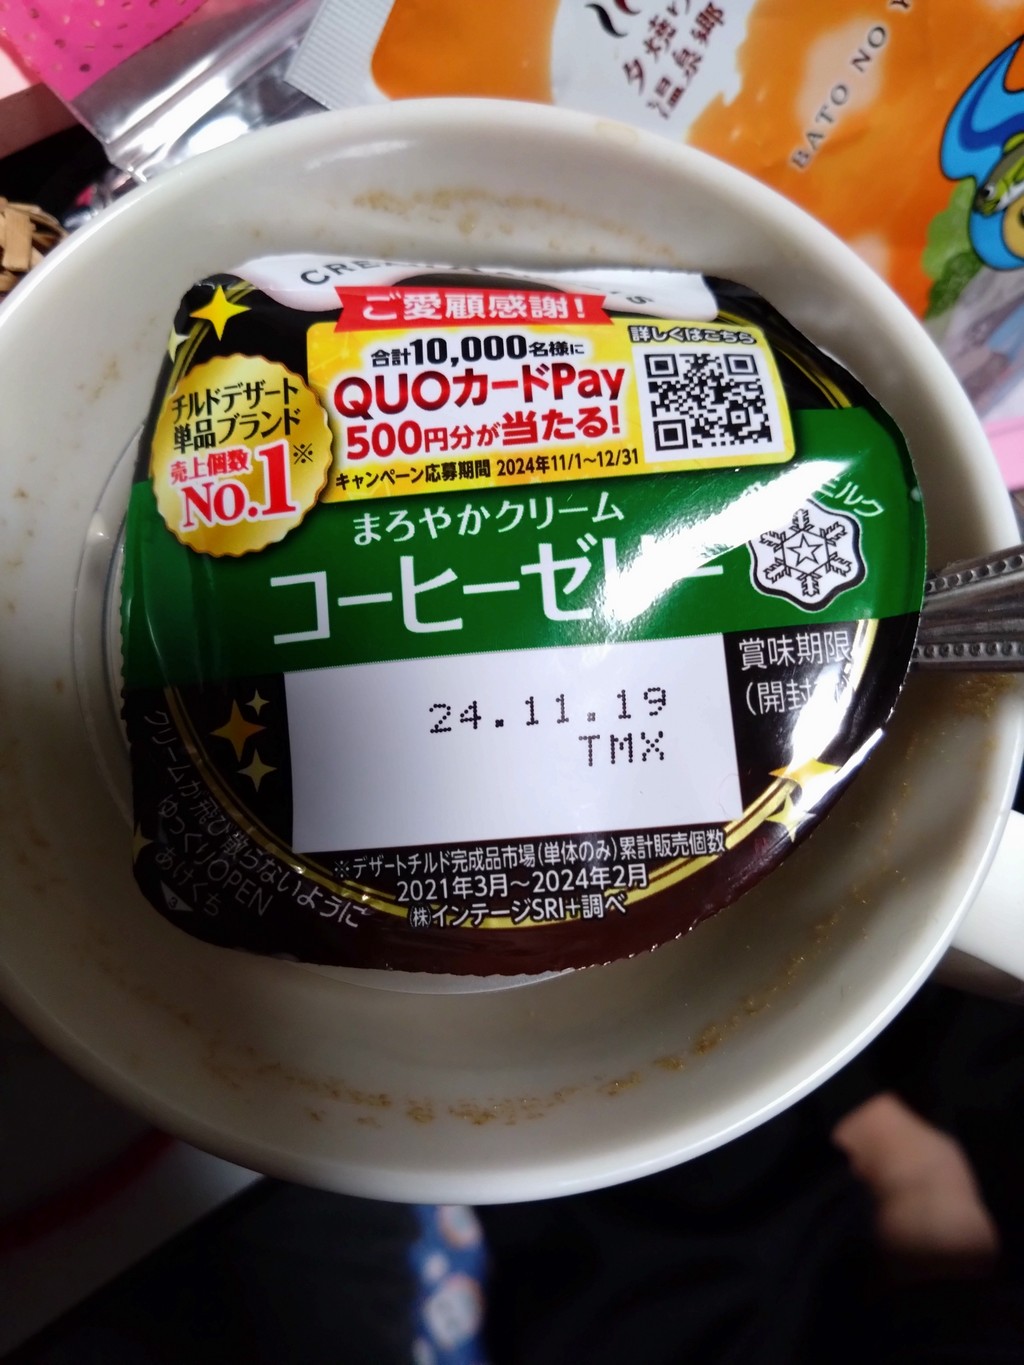 夕焼け
温泉郷
BATO NO
ご愛顧感謝!
合計10,000名様に
QUOカードPay
500円分が当たる!
キャンペーン応募期間 2024年11/1~12/31
詳しくはこちら
チルドデザート
単品ブランド
売上個数
No.1※
まろやかクリーム
コーヒーゼリー
ミルク
賞味期限
(開封
24.11.19
TMX
クリームが飛び散らないように
ゆっくりOPEN
あけくち
※デザートチルド完成品市場(単体のみ)累計販売個数
2021年3月~2024年2月
㈱インテージSRI+調べ